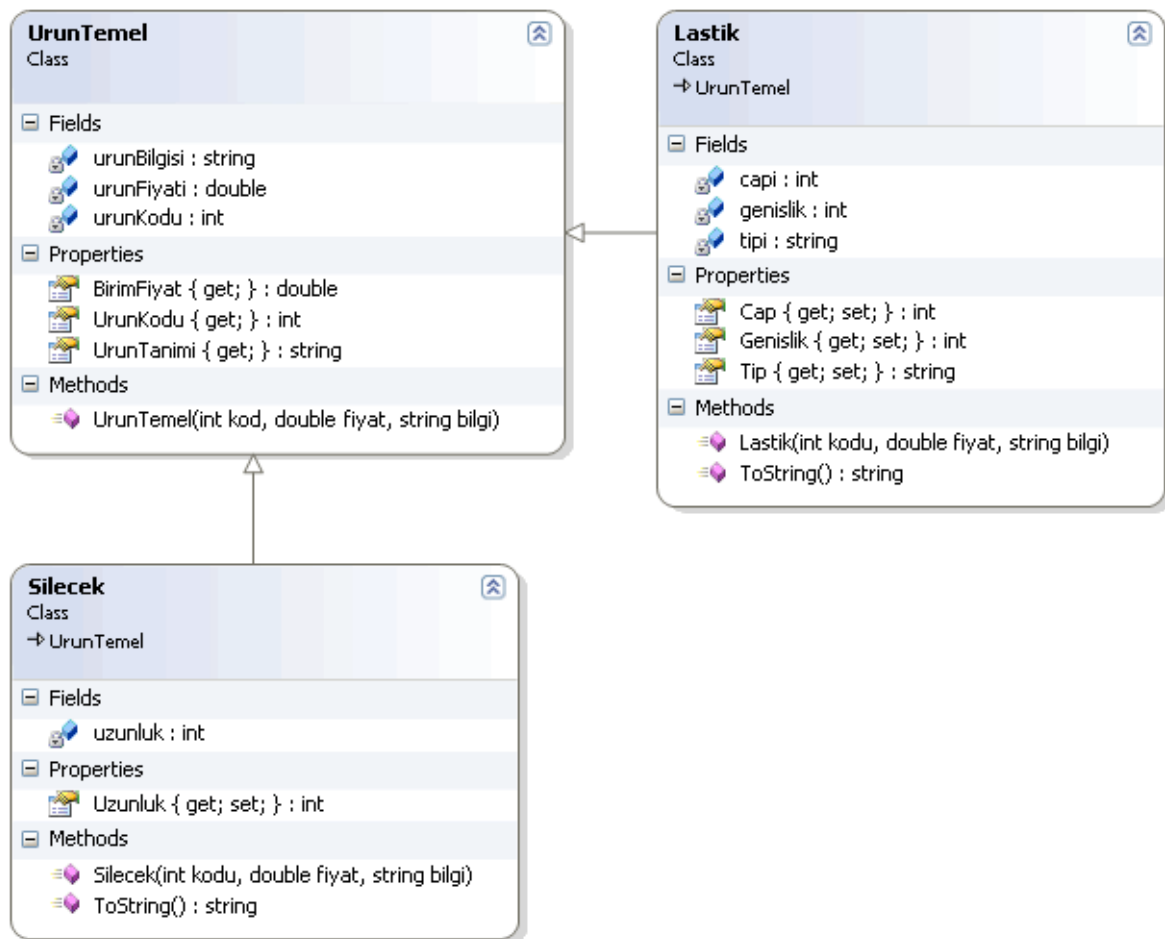 UrunTemel
Class
Fields
urunBilgisi : string
urunFiyati : double
urunKodu : int
Properties
BirimFiyat { get; } : double
UrunKodu { get; } : int
UrunTanimi { get; } : string
Methods
UrunTemel(int kod, double fiyat, string bilgi)
Lastik
Class
UrunTemel
Fields
capi : int
genislik : int
tipi : string
Properties
Cap { get; set; } : int
Genislik { get; set; } : int
Tip { get; set; } : string
Methods
Lastik(int kodu, double fiyat, string bilgi)
ToString() : string
Silecek
Class
UrunTemel
Fields
uzunluk : int
Properties
Uzunluk { get; set; } : int
Methods
Silecek(int kodu, double fiyat, string bilgi)
ToString() : string